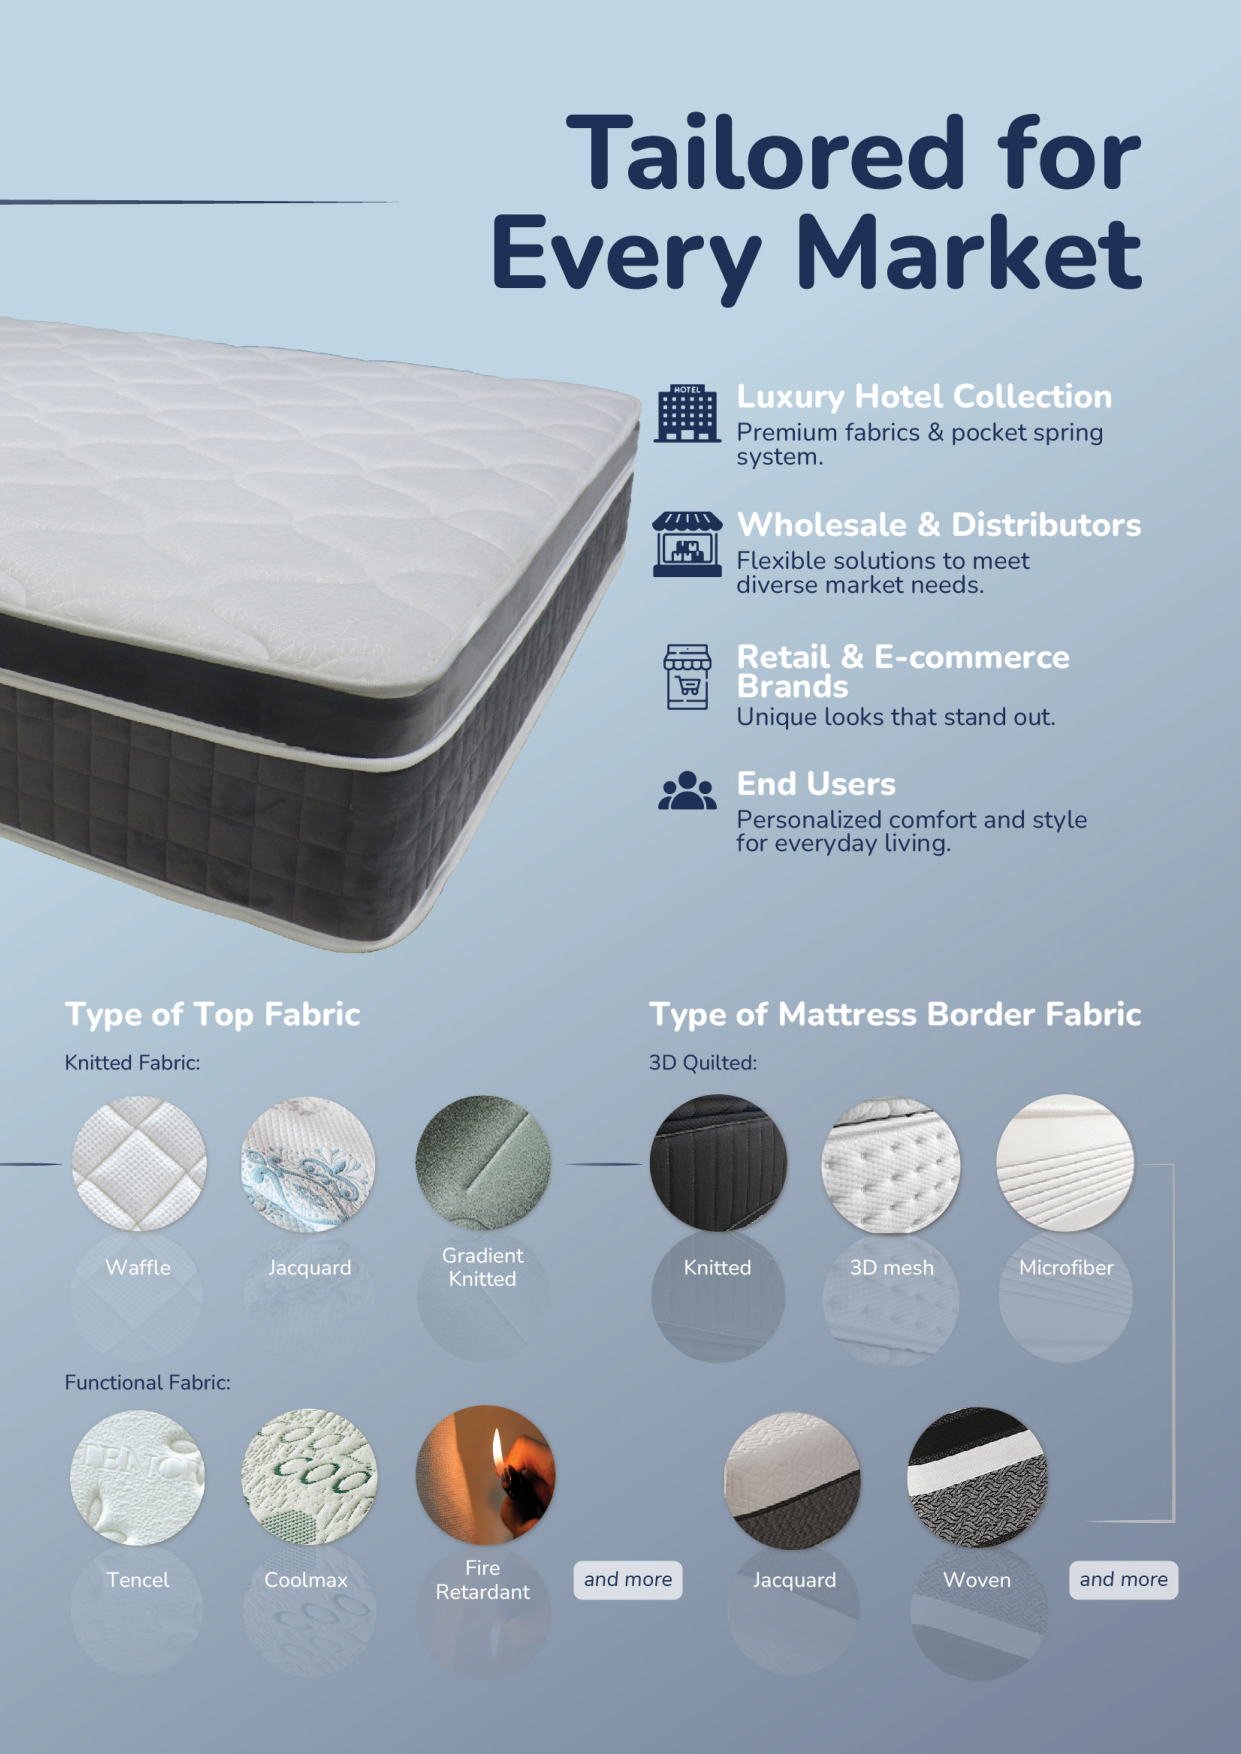 Tailored for
Every Market
HOTEL
Luxury Hotel Collection
Premium fabrics & pocket spring
system.
Wholesale & Distributors
Flexible solutions to meet
diverse market needs.
Retail & E-commerce
Brands
Unique looks that stand out.
End Users
Personalized comfort and style
for everyday living.
Type of Top Fabric
Knitted Fabric:
Waffle
Jacquard
Gradient
Knitted
Functional Fabric:
TENC
Tencel
COO
Coolmax
Fire
Retardant
and more
Type of Mattress Border Fabric
3D Quilted:
Knitted
3D mesh
Microfiber
Jacquard
Woven
and more